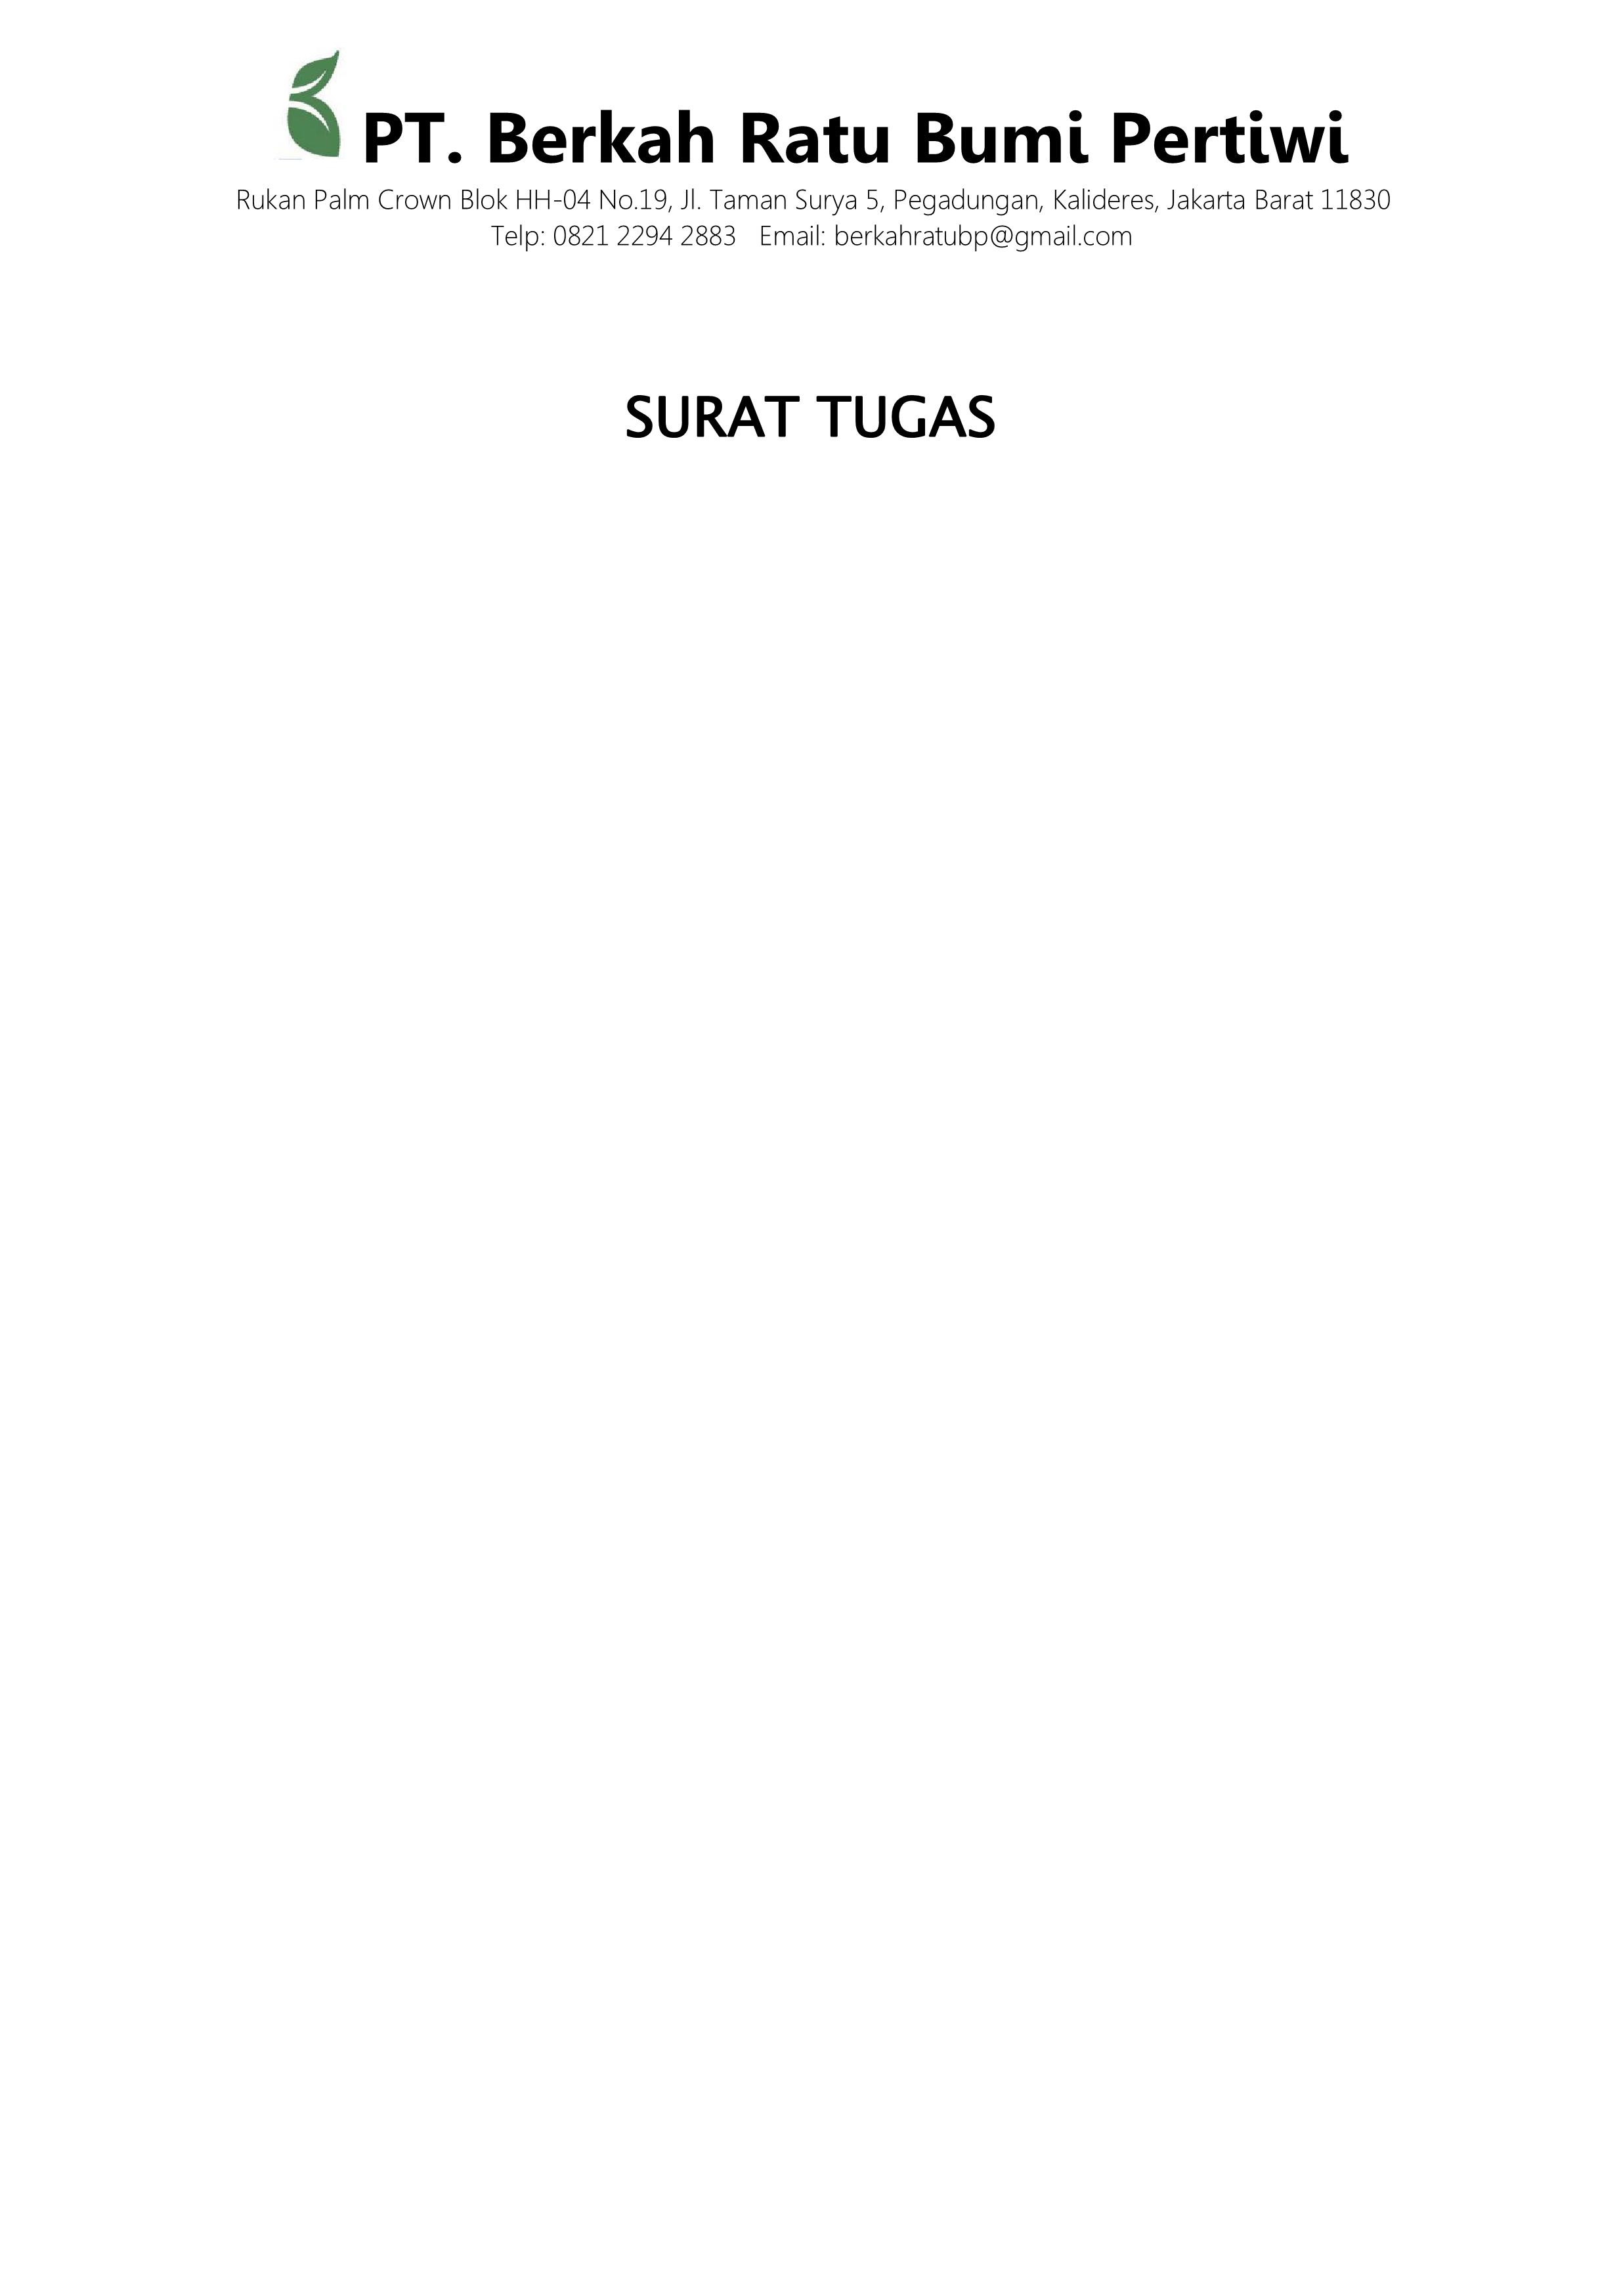 PT. Berkah Ratu Bumi Pertiwi
Rukan Palm Crown Blok HH-04 No.19, Jl. Taman Surya 5, Pegadungan, Kalideres, Jakarta Barat 11830
Telp: 0821 2294 2883   Email: berkahratubp@gmail.com
SURAT TUGAS